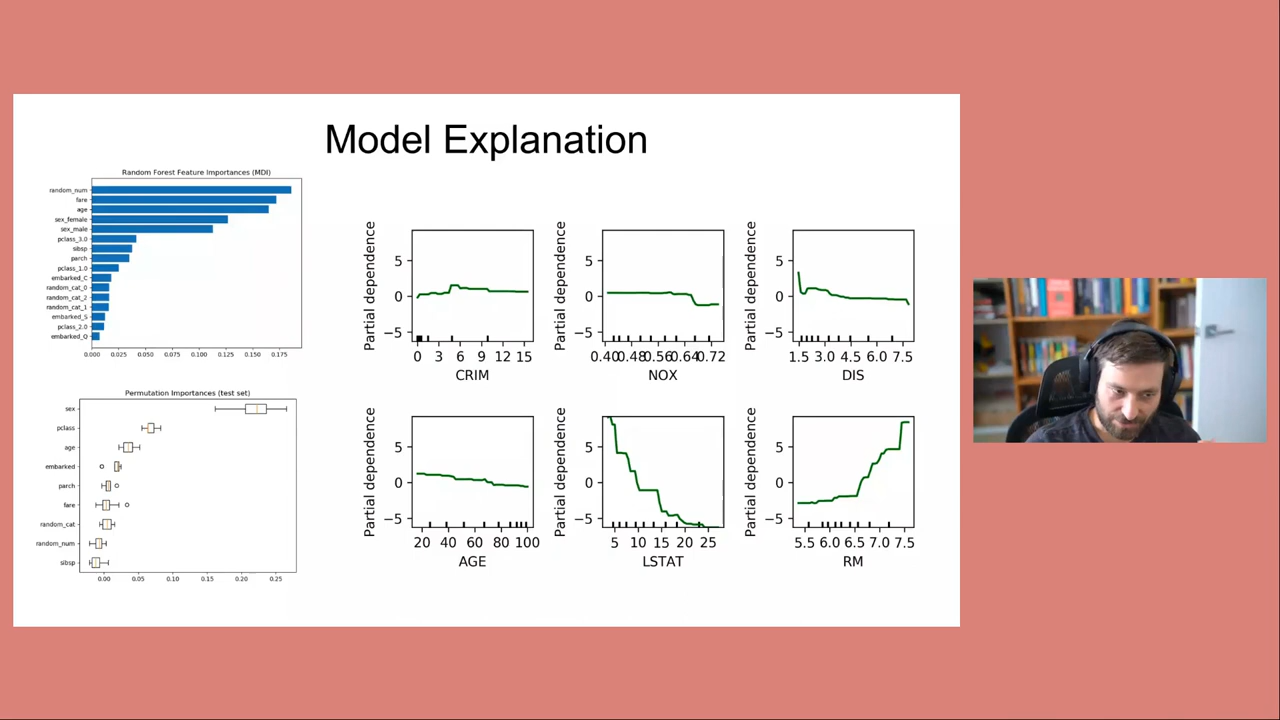 Model Explanation
Random Forest Feature Importances (MDI)
random_num
fare
age
sex_female
sex_male
pclass_3.0
sibsp
parch
pclass_1.0
embarked_C
random_cat_0
random_cat_2
random_cat_1
embarked_S
pclass_2.0
embarked_Q
0.000 0.025 0.050 0.075 0.100 0.125 0.150 0.175
Permutation Importances (test set)
sex
pclass
age
embarked
parch
fare
random_cat
random_num
sibsp
0.00 0.05 0.10 0.15 0.20 0.25
Partial dependence
5
0
−5
0 3 6 9 12 15
CRIM
Partial dependence
5
0
−5
0.40 0.48 0.56 0.64 0.72
NOX
Partial dependence
5
0
−5
1.5 3.0 4.5 6.0 7.5
DIS
Partial dependence
5
0
−5
20 40 60 80 100
AGE
Partial dependence
5
0
−5
5 10 15 20 25
LSTAT
Partial dependence
5
0
−5
5.5 6.0 6.5 7.0 7.5
RM